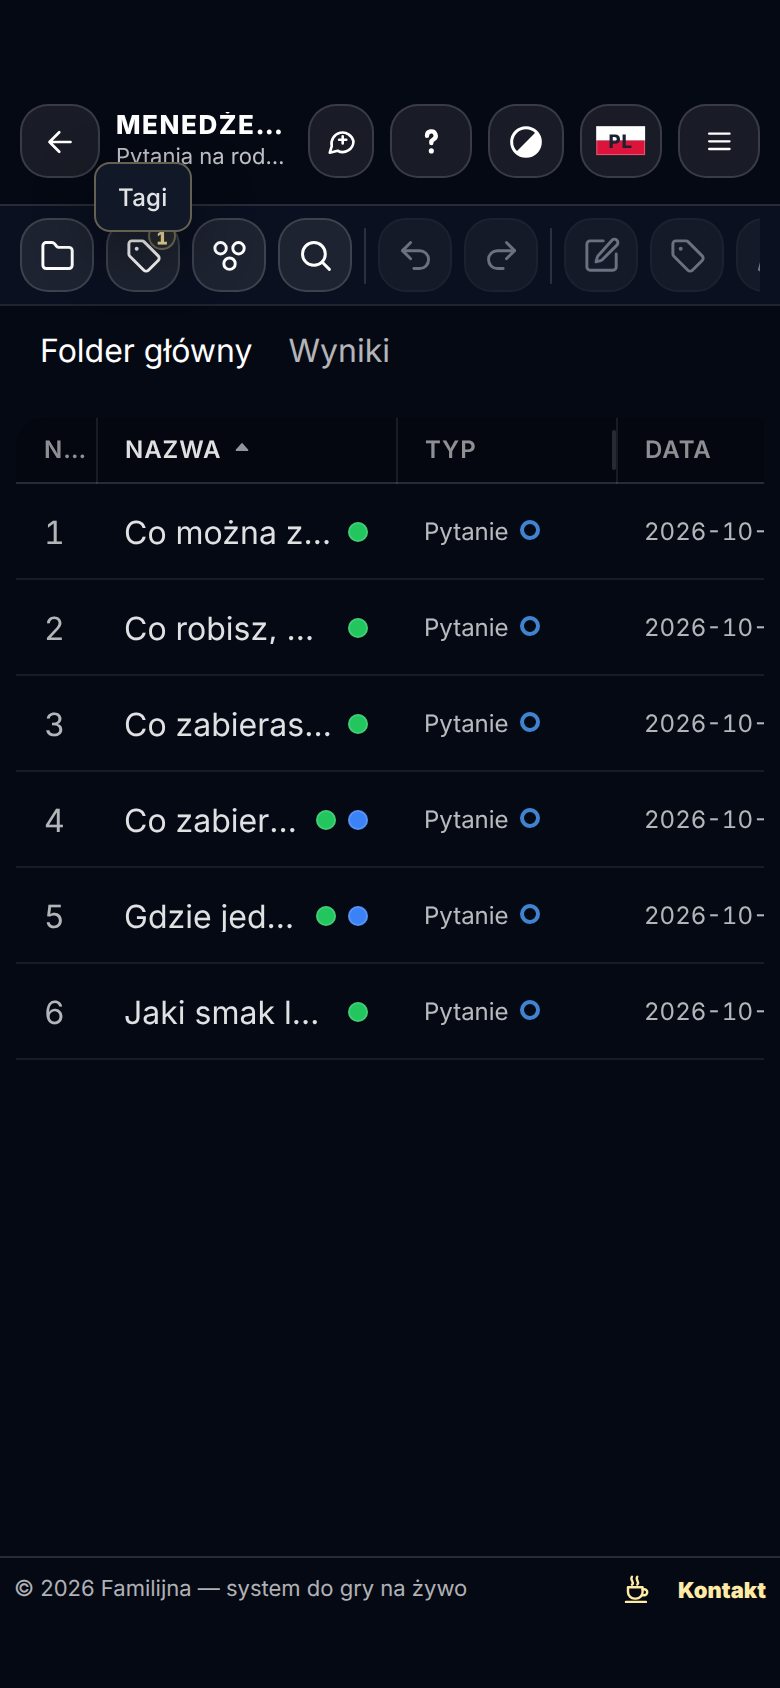 MENEDŻE...
Pytania na rod...
?
PL
Tagi
1
Folder główny Wyniki
N... NAZWA TYP DATA
1 Co można z... Pytanie 2026-10-
2 Co robisz, ... Pytanie 2026-10-
3 Co zabieras... Pytanie 2026-10-
4 Co zabier... Pytanie 2026-10-
5 Gdzie jed... Pytanie 2026-10-
6 Jaki smak l... Pytanie 2026-10-
© 2026 Familijna — system do gry na żywo Kontakt